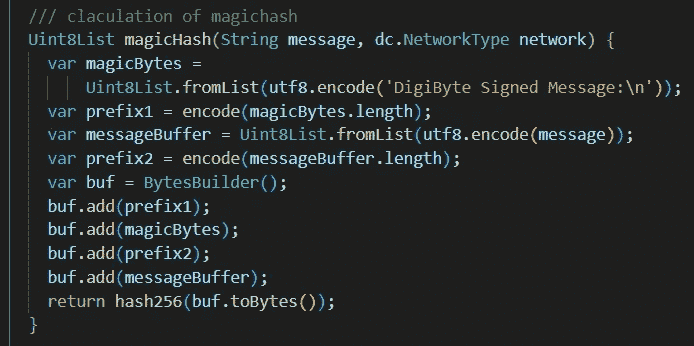 /// claculation of magichash
Uint8List magicHash(String message, dc.NetworkType network) {
  var magicBytes =
      Uint8List.fromList(utf8.encode('DigiByte Signed Message:\n'));
  var prefix1 = encode(magicBytes.length);
  var messageBuffer = Uint8List.fromList(utf8.encode(message));
  var prefix2 = encode(messageBuffer.length);
  var buf = BytesBuilder();
  buf.add(prefix1);
  buf.add(magicBytes);
  buf.add(prefix2);
  buf.add(messageBuffer);
  return hash256(buf.toBytes());
}